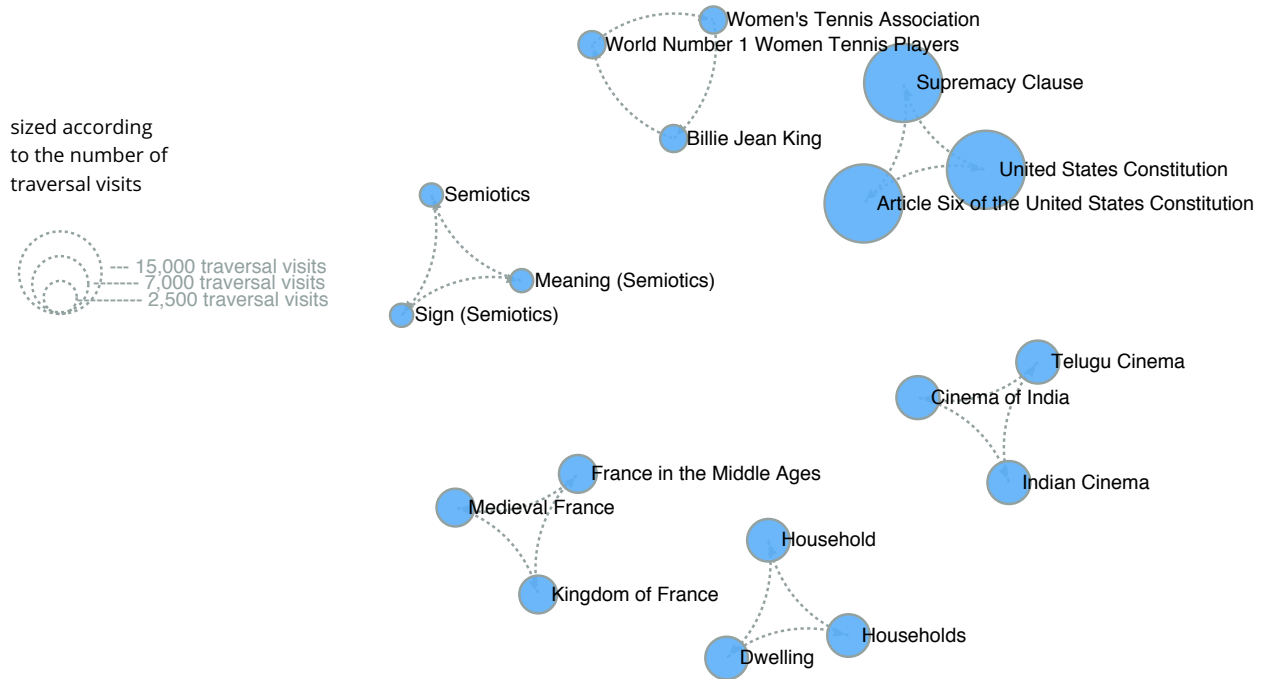 Women's Tennis Association
World Number 1 Women Tennis Players
Supremacy Clause
sized according
to the number of
traversal visits
Billie Jean King
United States Constitution
Semiotics
Article Six of the United States Constitution
15,000 traversal visits
7,000 traversal visits
2,500 traversal visits
Meaning (Semiotics)
Sign (Semiotics)
Telugu Cinema
Cinema of India
France in the Middle Ages
Indian Cinema
Medieval France
Household
Kingdom of France
Households
Dwelling